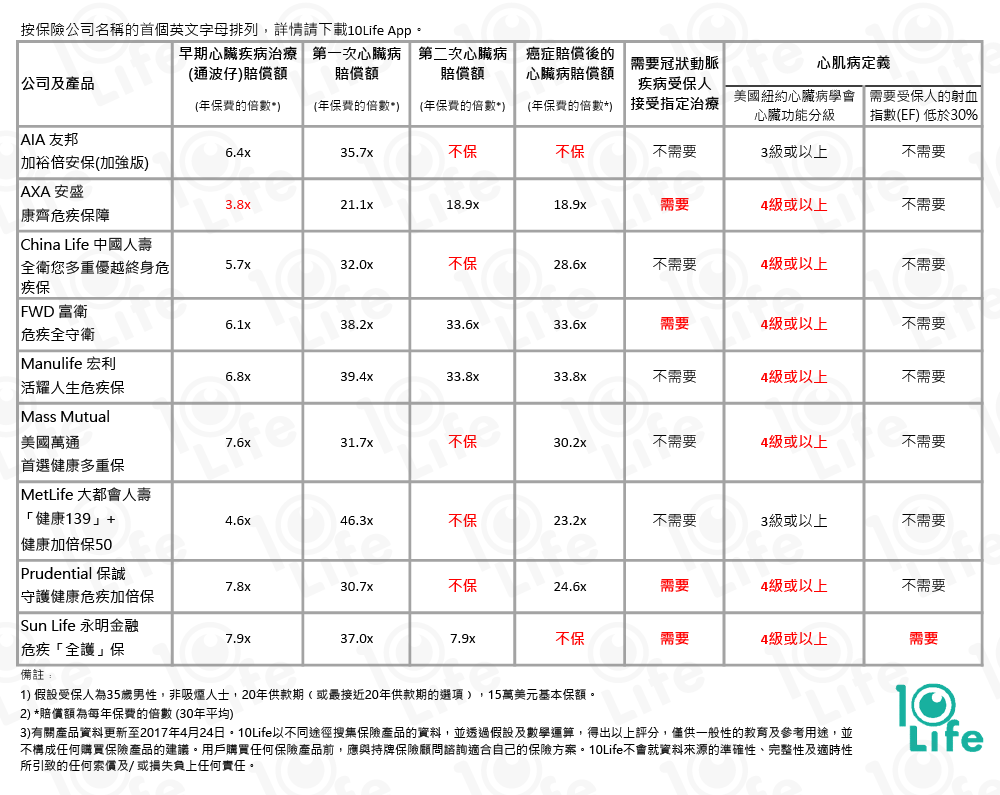 按保險公司名稱的首個英文字母排列，詳情請下載10Life App。
公司及產品
早期心臟疾病治療
(通波仔)賠償額
(年保費的倍數*)
第一次心臟病
賠償額
(年保費的倍數*)
第二次心臟病
賠償額
(年保費的倍數*)
癌症賠償後的
心臟病賠償額
(年保費的倍數*)
需要冠狀動脈
疾病受保人
接受指定治療
心肌病定義
美國紐約心臟病學會
心臟功能分級
需要受保人的射血
指數(EF) 低於30%
AIA 友邦
加裕倍安保(加強版)
6.4x
35.7x
不保
不保
不需要
3級或以上
不需要
AXA 安盛
康齊危疾保障
3.8x
21.1x
18.9x
18.9x
需要
4級或以上
不需要
China Life 中國人壽
全衛您多重優越終身危
疾保
5.7x
32.0x
不保
28.6x
不需要
4級或以上
不需要
FWD 富衛
危疾全守衛
6.1x
38.2x
33.6x
33.6x
需要
4級或以上
不需要
Manulife 宏利
活耀人生危疾保
6.8x
39.4x
33.8x
33.8x
不需要
4級或以上
不需要
Mass Mutual
美國萬通
首選健康多重保
7.6x
31.7x
不保
30.2x
不需要
4級或以上
不需要
MetLife 大都會人壽
「健康139」+
健康加倍保50
4.6x
46.3x
不保
23.2x
不需要
3級或以上
不需要
Prudential 保誠
守護健康危疾加倍保
7.8x
30.7x
不保
24.6x
需要
4級或以上
不需要
Sun Life 永明金融
危疾「全護」保
7.9x
37.0x
7.9x
不保
需要
4級或以上
需要
備註﹕
1) 假設受保人為35歲男性，非吸煙人士，20年供款期﹙或最接近20年供款期的選項﹚，15萬美元基本保額。
2) *賠償額為每年保費的倍數 (30年平均)
3)有關產品資料更新至2017年4月24日。10Life以不同途徑搜集保險產品的資料，並透過假設及數學運算，得出以上評分，僅供一般性的教育及參考用途，並
不構成任何購買保險產品的建議。用戶購買任何保險產品前，應與持牌保險顧問諮詢適合自己的保險方案。10Life不會就資料來源的準確性、完整性及適時性
所引致的任何索償及/ 或損失負上任何責任。
10
Life